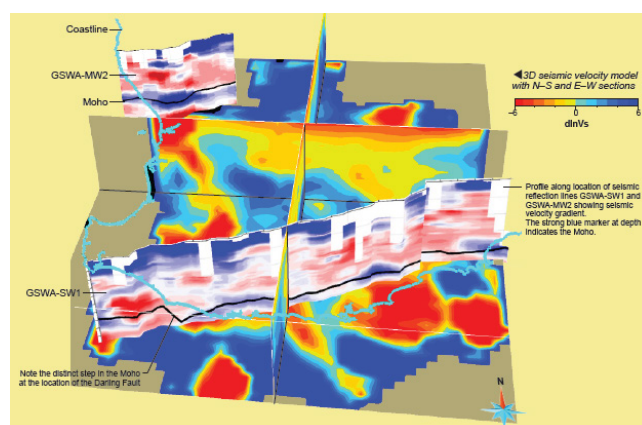 Coastline
GSWA-MW2
Moho
◄3D seismic velocity model
with N–S and E–W sections
-6
0
6
dlnVs
Profile along location of seismic
reflection lines GSWA-SW1 and
GSWA-MW2 showing seismic
velocity gradient.
The strong blue marker at depth
indicates the Moho.
GSWA-SW1
Note the distinct step in the Moho
at the location of the Darling Fault
N